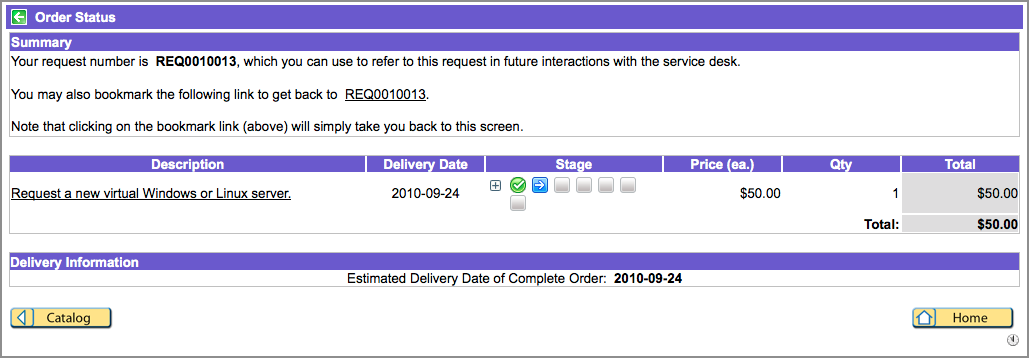 Order Status
Summary
Your request number is REQ0010013, which you can use to refer to this request in future interactions with the service desk.
You may also bookmark the following link to get back to REQ0010013.
Note that clicking on the bookmark link (above) will simply take you back to this screen.
Description Delivery Date Stage Price (ea.) Qty Total
Request a new virtual Windows or Linux server. 2010-09-24 $50.00 1 $50.00
Total: $50.00
Delivery Information
Estimated Delivery Date of Complete Order: 2010-09-24
Catalog Home